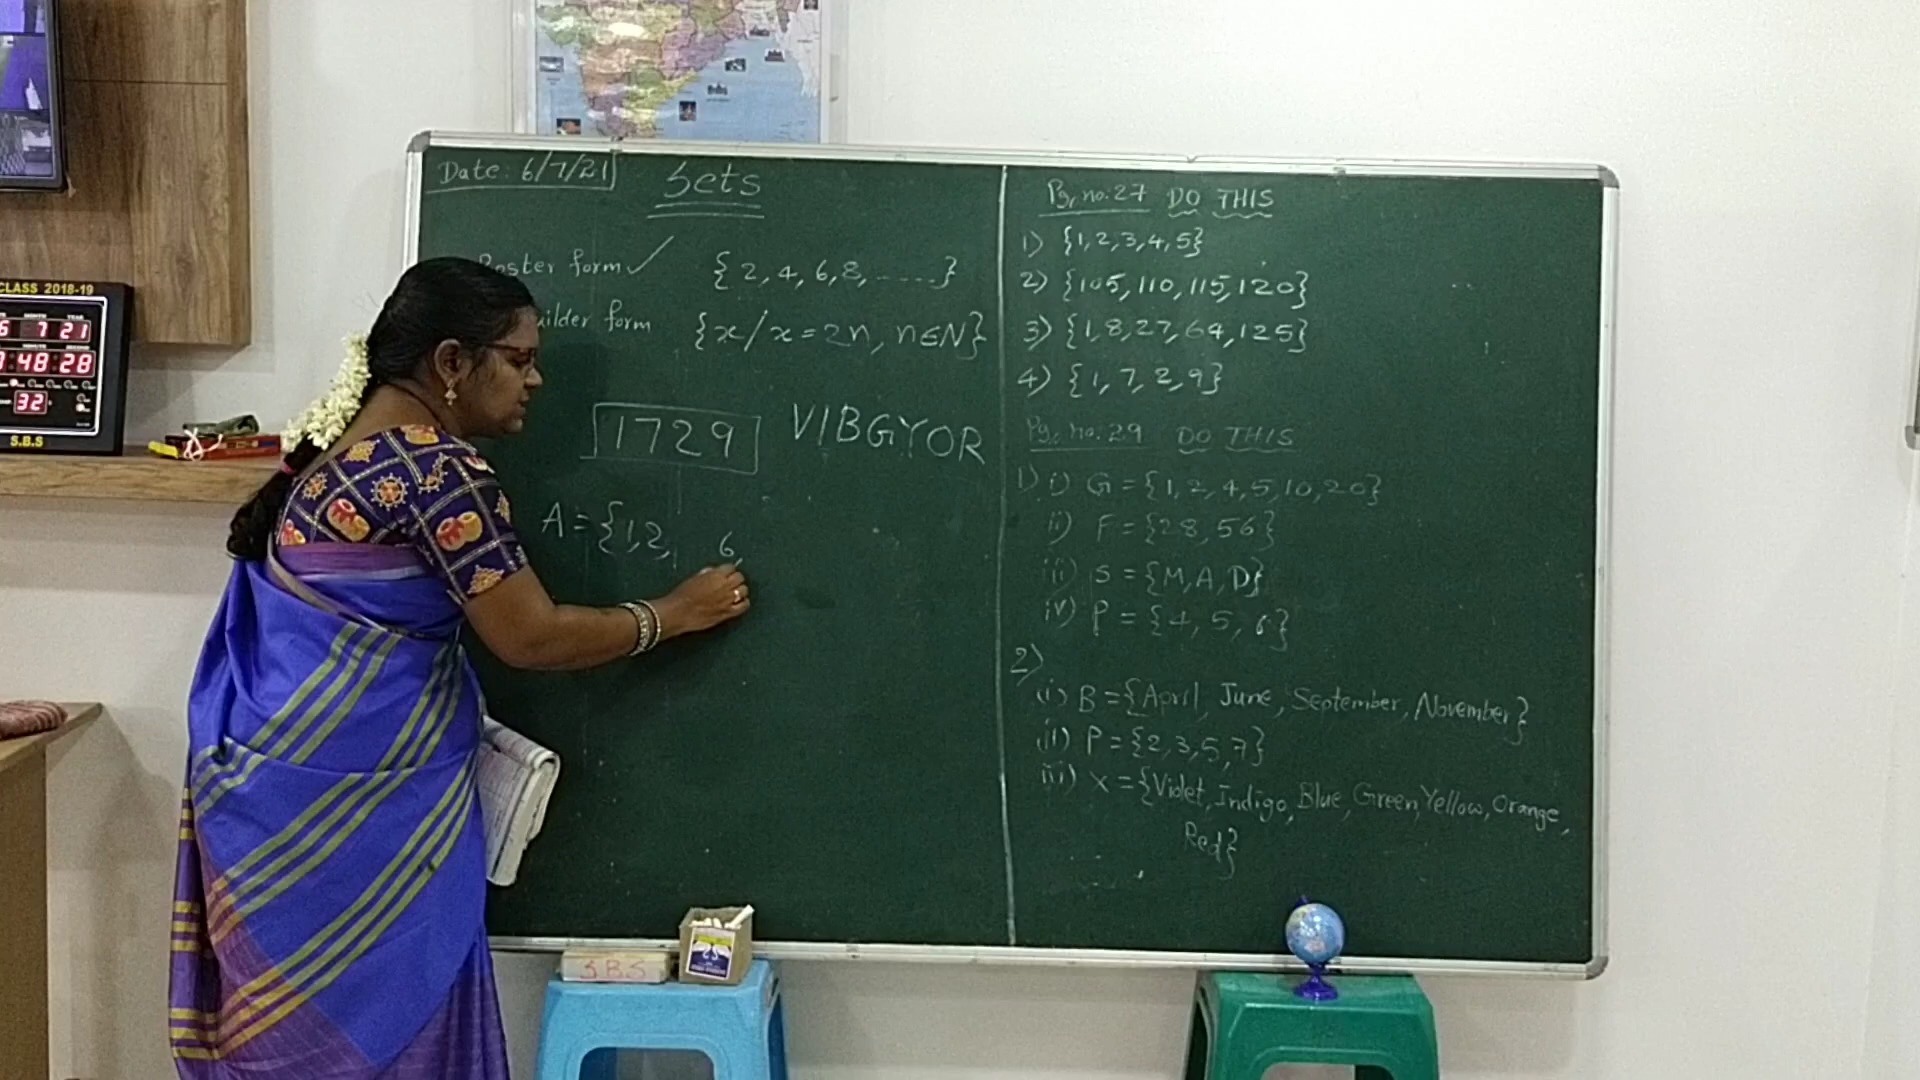 Date: 6/7/21
Sets
Roster form ✓ { 2, 4, 6, 8, ...... }
uilder form { x / x = 2n, n ∈ N }
1729
VIBGYOR
A = { 1, 2, 6,
Pg. no: 27 DO THIS
1) {1, 2, 3, 4, 5}
2) {105, 110, 115, 120}
3) {1, 8, 27, 64, 125}
4) {1, 7, 2, 9}
Pg. no. 29 DO THIS
1) i) G = {1, 2, 4, 5, 10, 20}
ii) F = {28, 56}
iii) S = {M, A, D}
iv) P = {4, 5, 6}
2)
(i) B = {April, June, September, November}
ii) P = {2, 3, 5, 7}
iii) X = {Violet, Indigo, Blue, Green, Yellow, Orange,
Red}
CLASS 2018-19
MONTH YEAR
6 7 21
48 28
32
S.B.S
SBS